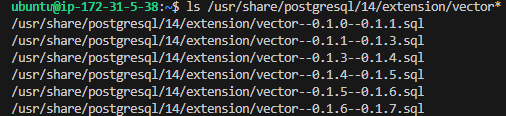 ubuntu@ip-172-31-5-38:~$ ls /usr/share/postgresql/14/extension/vector*
/usr/share/postgresql/14/extension/vector--0.1.0--0.1.1.sql
/usr/share/postgresql/14/extension/vector--0.1.1--0.1.3.sql
/usr/share/postgresql/14/extension/vector--0.1.3--0.1.4.sql
/usr/share/postgresql/14/extension/vector--0.1.4--0.1.5.sql
/usr/share/postgresql/14/extension/vector--0.1.5--0.1.6.sql
/usr/share/postgresql/14/extension/vector--0.1.6--0.1.7.sql